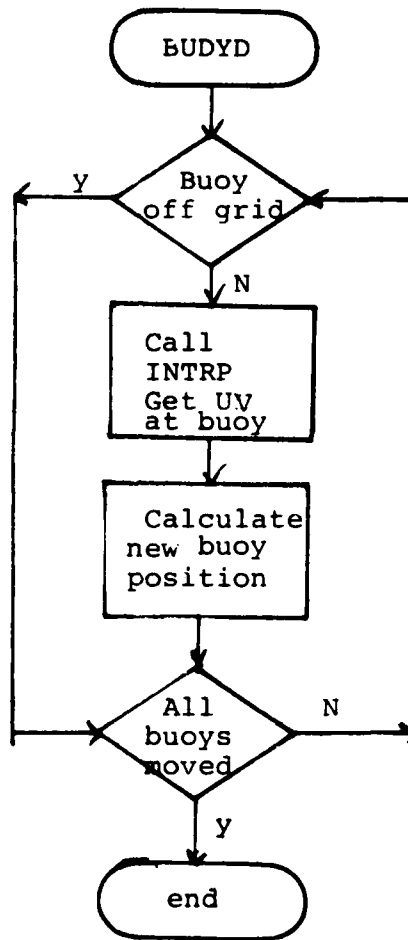 BUDYD
Y
Buoy
off grid
N
Call
INTRP
Get UV
at buoy
Calculate
new buoy
position
All
buoys
moved
N
y
end